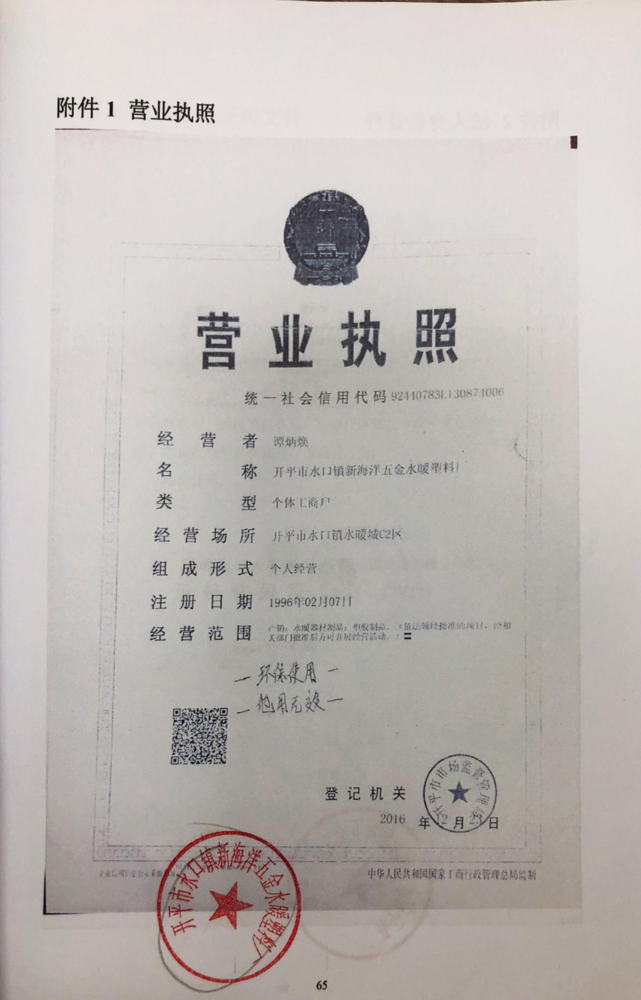 附件 1 营业执照
营业执照
统一社会信用代码 92440783L130874006
经营者 谭炳焕
名称 开平市水口镇新海洋五金水暖塑料厂
类型 个体工商户
经营场所 开平市水口镇水暖城C2区
组成形式 个人经营
注册日期 1996年02月07日
经营范围 产销：水暖器材制品；塑胶制品。（依法须经批准的项目，经相
关部门批准后方可开展经营活动。）〓
— 环保使用 —
— 他用无效 —
登记机关
开平市市场监督管理局
2016 年 12 月 23 日
中华人民共和国国家工商行政管理总局监制
开平市水口镇新海洋五金水暖塑料厂
65